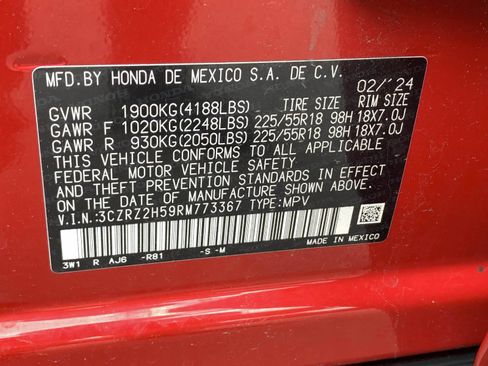 MFD.BY HONDA DE MEXICO S.A. DE C.V. 02/'24
GVWR 1900KG(4188LBS) TIRE SIZE RIM SIZE
GAWR F 1020KG(2248LBS) 225/55R18 98H 18X7.0J
GAWR R 930KG(2050LBS) 225/55R18 98H 18X7.0J
THIS VEHICLE CONFORMS TO ALL APPLICABLE
FEDERAL MOTOR VEHICLE SAFETY
STANDARDS IN EFFECT ON THE
DATE OF MANUFACTURE SHOWN ABOVE.
V.I.N.:3CZRZ2H59RM773367 TYPE:MPV
3W1 R AJ6 -R81 -S -M
MADE IN MEXICO